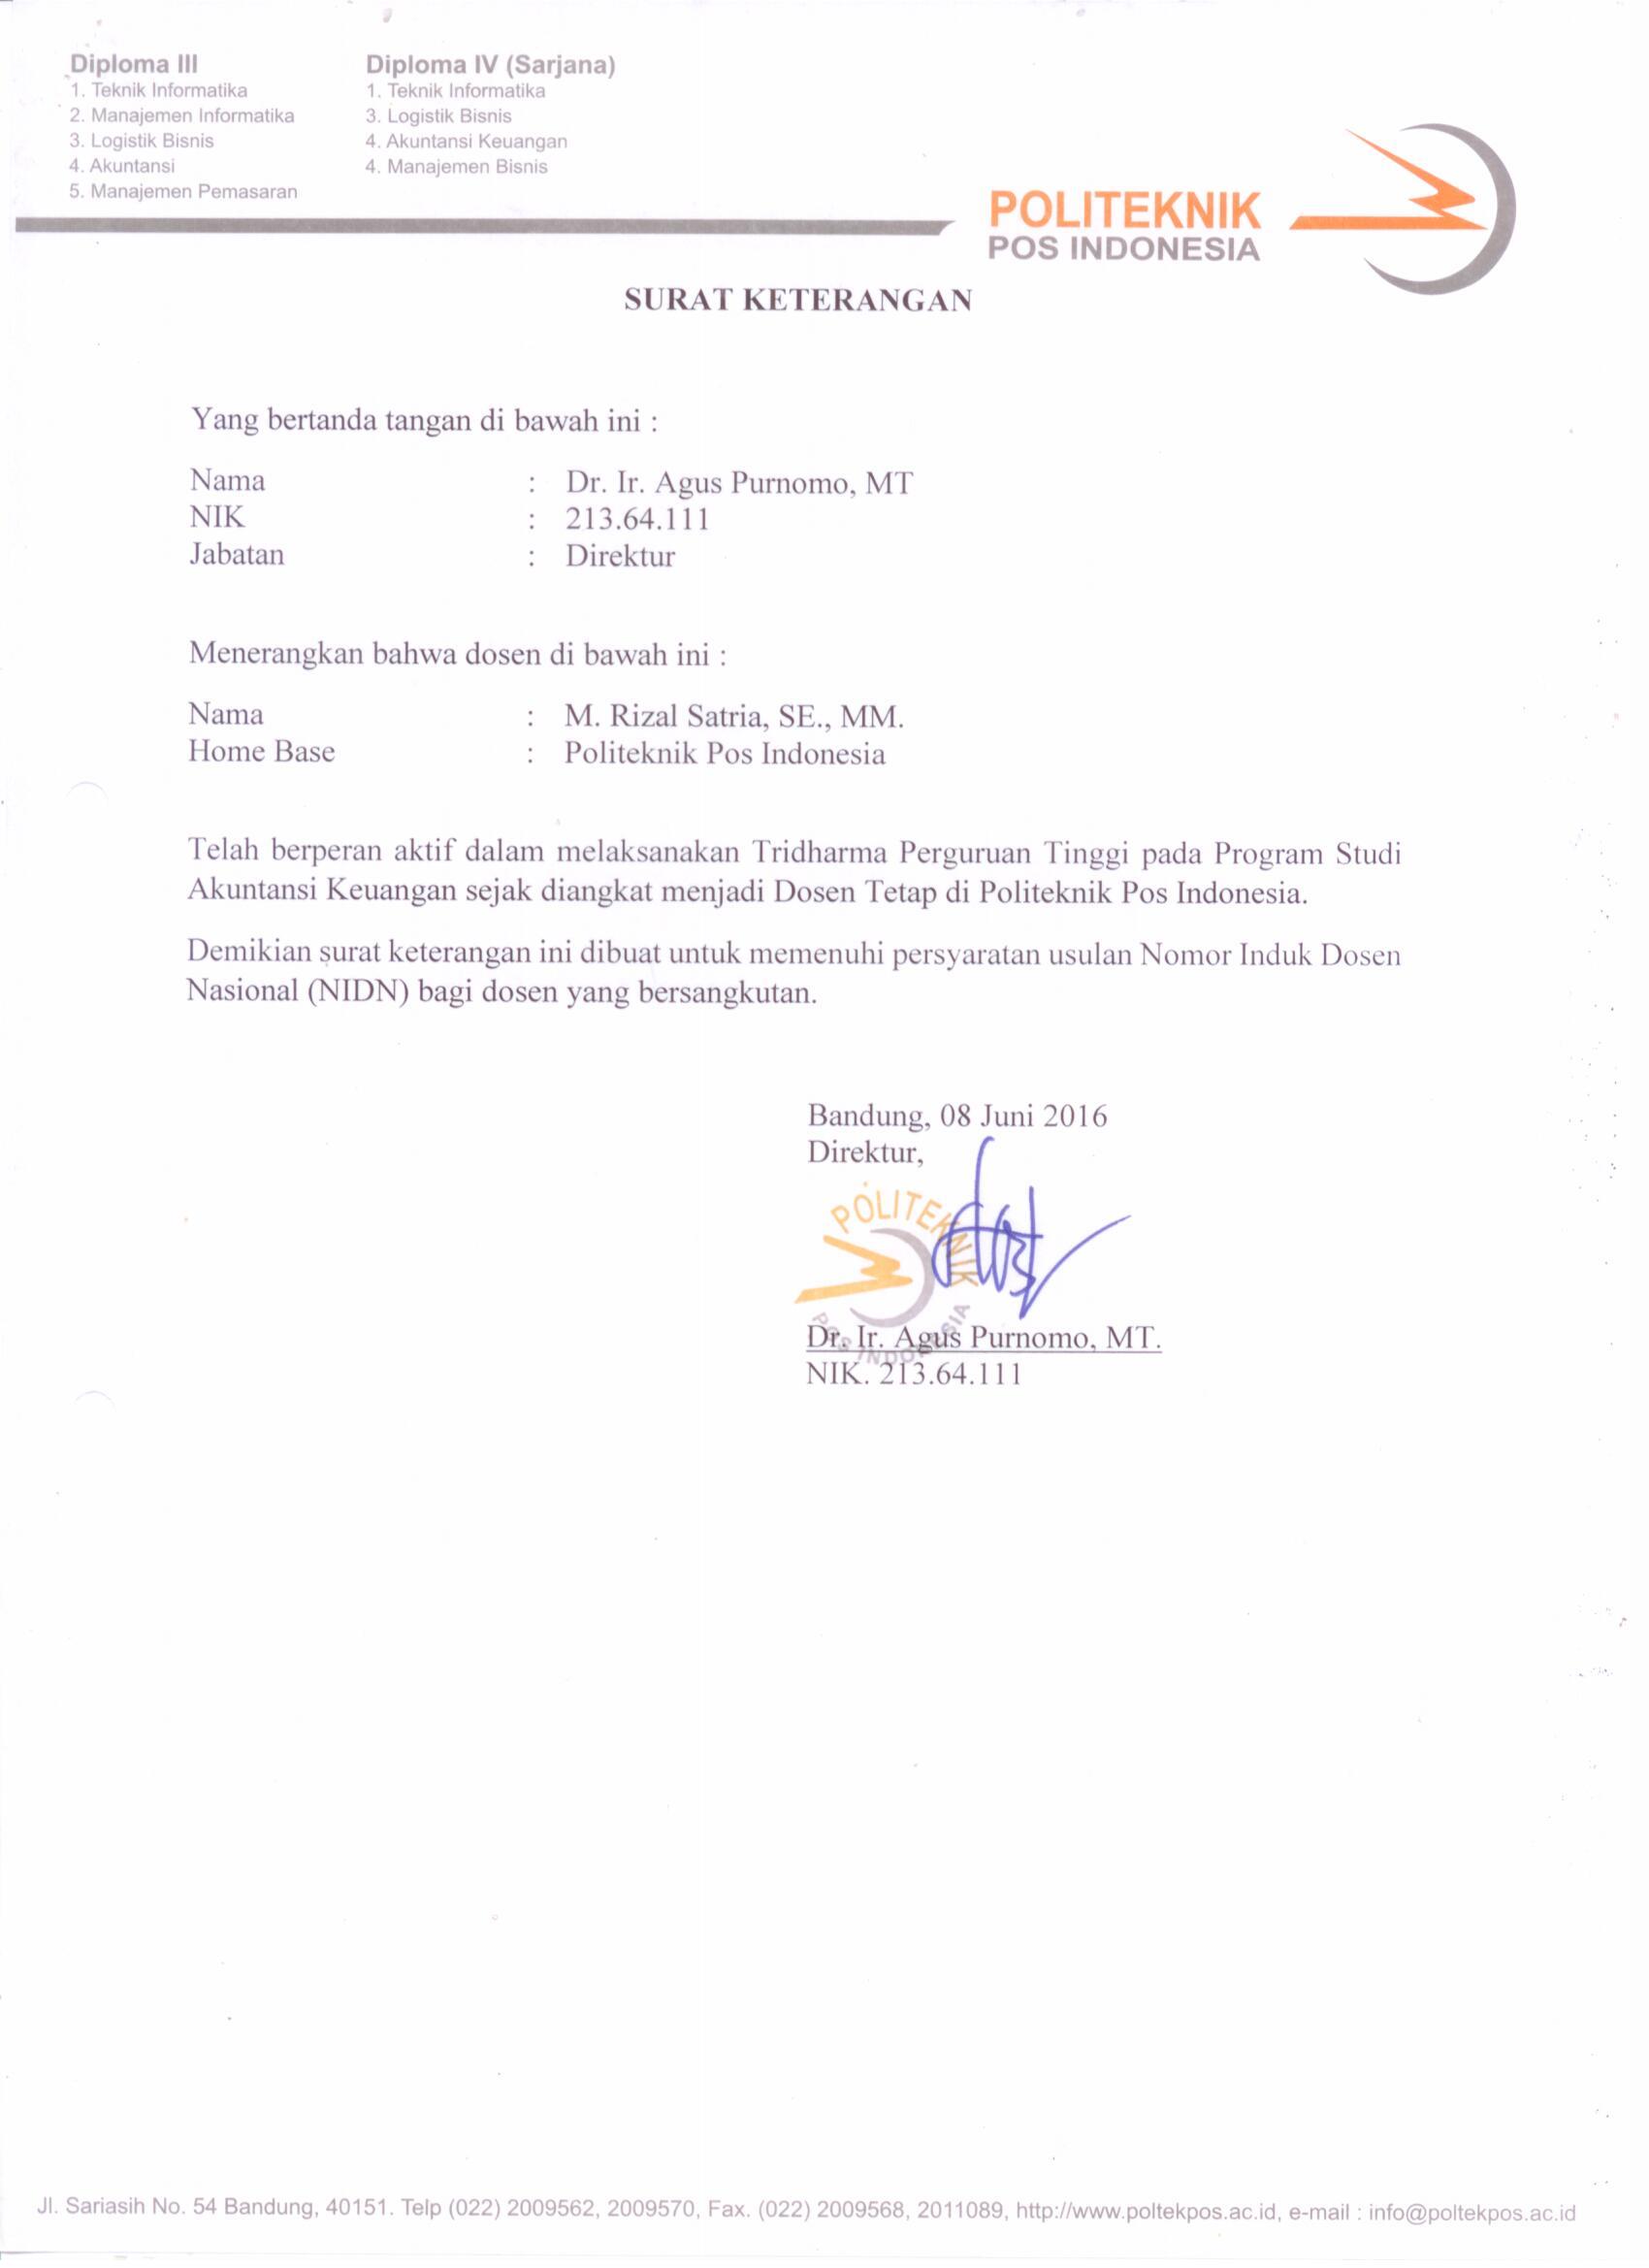 Diploma III
1. Teknik Informatika
2. Manajemen Informatika
3. Logistik Bisnis
4. Akuntansi
5. Manajemen Pemasaran
Diploma IV (Sarjana)
1. Teknik Informatika
3. Logistik Bisnis
4. Akuntansi Keuangan
4. Manajemen Bisnis
POLITEKNIK
POS INDONESIA
SURAT KETERANGAN
Yang bertanda tangan di bawah ini :
Nama : Dr. Ir. Agus Purnomo, MT
NIK : 213.64.111
Jabatan : Direktur
Menerangkan bahwa dosen di bawah ini :
Nama : M. Rizal Satria, SE., MM.
Home Base : Politeknik Pos Indonesia
Telah berperan aktif dalam melaksanakan Tridharma Perguruan Tinggi pada Program Studi
Akuntansi Keuangan sejak diangkat menjadi Dosen Tetap di Politeknik Pos Indonesia.
Demikian surat keterangan ini dibuat untuk memenuhi persyaratan usulan Nomor Induk Dosen
Nasional (NIDN) bagi dosen yang bersangkutan.
Bandung, 08 Juni 2016
Direktur,
POLITEKNIK
POS INDONESIA
Dr. Ir. Agus Purnomo, MT.
NIK. 213.64.111
Jl. Sariasih No. 54 Bandung, 40151. Telp (022) 2009562, 2009570, Fax. (022) 2009568, 2011089, http://www.poltekpos.ac.id, e-mail : info@poltekpos.ac.id